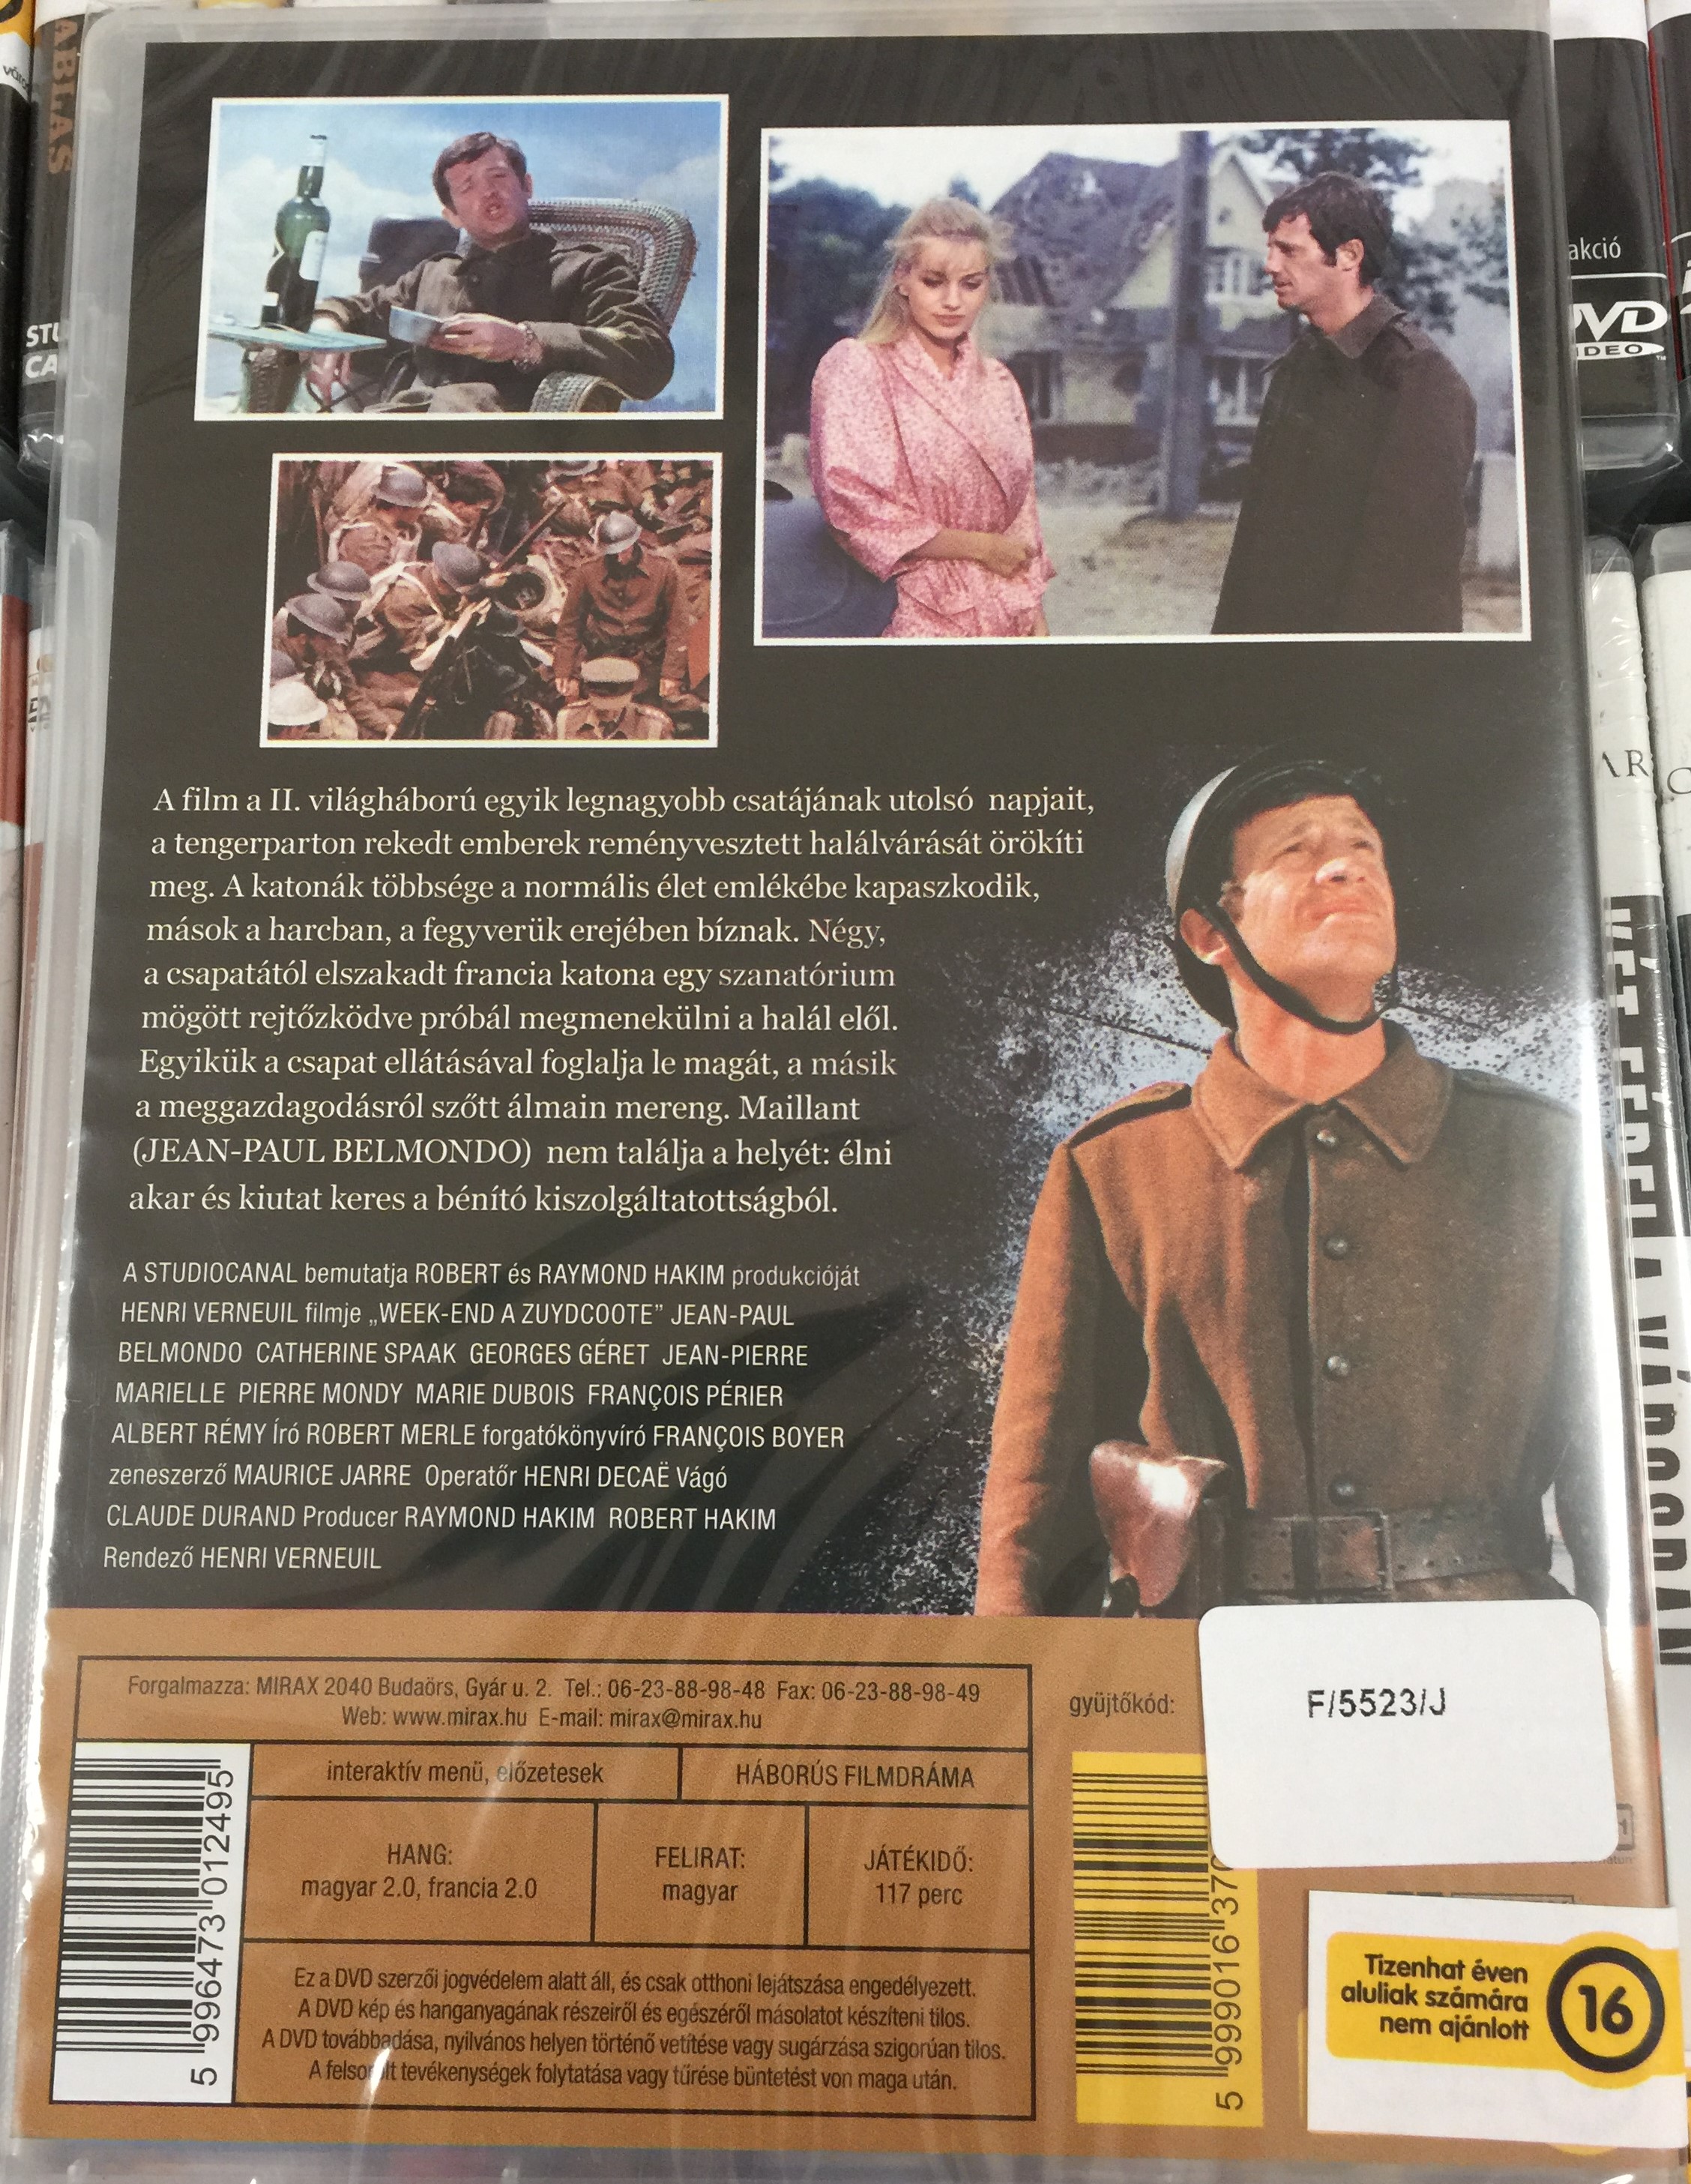 A film a II. világháború egyik legnagyobb csatájának utolsó napjait,
a tengerparton rekedt emberek reményvesztett halálvárását örökíti
meg. A katonák többsége a normális élet emlékébe kapaszkodik,
mások a harcban, a fegyverük erejében bíznak. Négy,
a csapatától elszakadt francia katona egy szanatórium
mögött rejtőzködve próbál megmenekülni a halál elől.
Egyikük a csapat ellátásával foglalja le magát, a másik
a meggazdagodásról szőtt álmain mereng. Maillant
(JEAN-PAUL BELMONDO) nem találja a helyét: élni
akar és kiutat keres a bénító kiszolgáltatottságból.
A STUDIOCANAL bemutatja ROBERT és RAYMOND HAKIM produkcióját
HENRI VERNEUIL filmje „WEEK-END A ZUYDCOOTE” JEAN-PAUL
BELMONDO CATHERINE SPAAK GEORGES GÉRET JEAN-PIERRE
MARIELLE PIERRE MONDY MARIE DUBOIS FRANÇOIS PÉRIER
ALBERT RÉMY Író ROBERT MERLE forgatókönyvíró FRANÇOIS BOYER
zeneszerző MAURICE JARRE Operatőr HENRI DECAË Vágó
CLAUDE DURAND Producer RAYMOND HAKIM ROBERT HAKIM
Rendező HENRI VERNEUIL
Forgalmazza: MIRAX 2040 Budaörs, Gyár u. 2. Tel.: 06-23-88-98-48 Fax: 06-23-88-98-49
Web: www.mirax.hu E-mail: mirax@mirax.hu
interaktív menü, előzetesek
HÁBORÚS FILMDRÁMA
HANG:
magyar 2.0, francia 2.0
FELIRAT:
magyar
JÁTÉKIDŐ:
117 perc
Ez a DVD szerzői jogvédelem alatt áll, és csak otthoni lejátszása engedélyezett.
A DVD kép és hanganyagának részeiről és egészéről másolatot készíteni tilos.
A DVD továbbadása, nyilvános helyen történő vetítése vagy sugárzása szigorúan tilos.
A felsorolt tevékenységek folytatása vagy tűrése büntetést von maga után.
5 996473 012495
gyüjtőkód:
F/5523/J
5 999016 37
Tizenhat éven
aluliak számára
nem ajánlott
16
akció
DVD
VIDEO
KÉT FÉRFI A VÁROSBAN